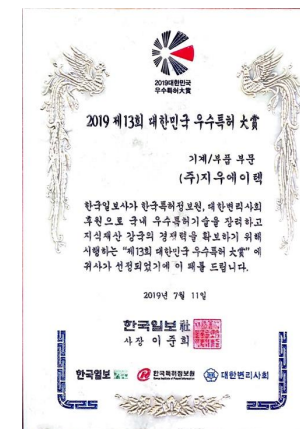 2019대한민국
우수특허大賞
2019 제13회 대한민국 우수특허 大賞
기계/부품 부문
(주)지우에이텍
한국일보사가 한국특허정보원, 대한변리사회
후원으로 국내 우수특허기술을 장려하고
지식재산 강국의 경쟁력을 확보하기 위해
시행하는 "제13회 대한민국 우수특허 大賞" 에
귀사가 선정되었기에 이 패를 드립니다.
2019년 7월 11일
한국일보 社
사장 이준희
한국일보 한국특허정보원 대한변리사회